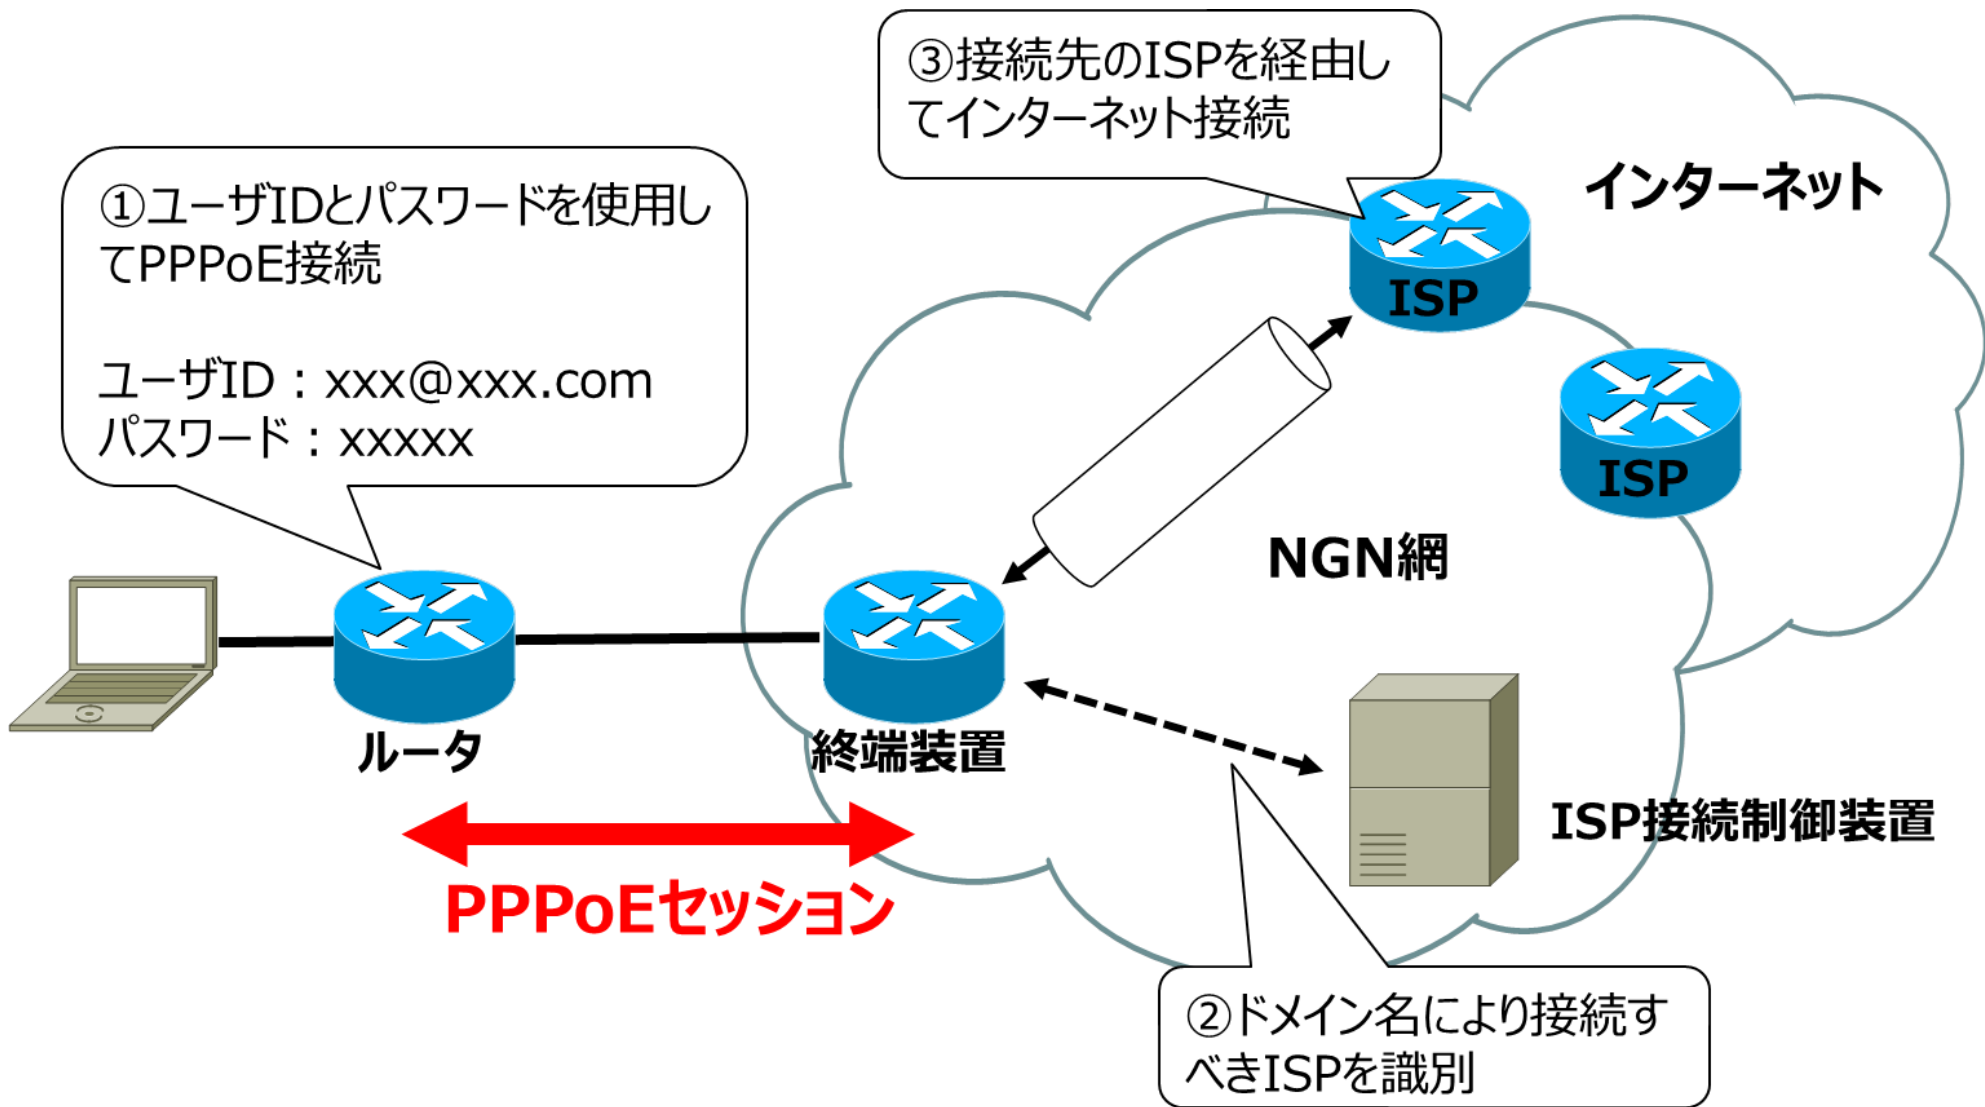 ③接続先のISPを経由し
てインターネット接続
インターネット
①ユーザIDとパスワードを使用し
てPPPoE接続
ユーザID：xxx@xxx.com
パスワード：xxxxx
ISP
ISP
NGN網
ルータ
終端装置
ISP接続制御装置
PPPoEセッション
②ドメイン名により接続す
べきISPを識別